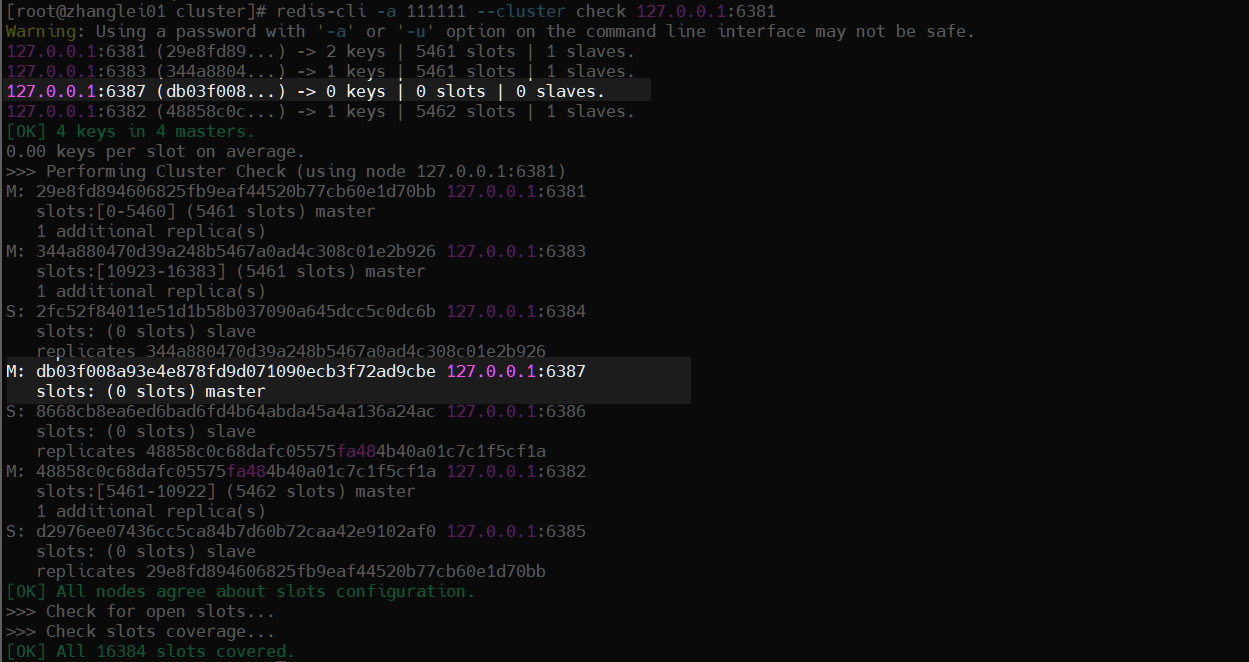 [root@zhanglei01 cluster]# redis-cli -a 111111 --cluster check 127.0.0.1:6381
Warning: Using a password with '-a' or '-u' option on the command line interface may not be safe.
127.0.0.1:6381 (29e8fd89...) -> 2 keys | 5461 slots | 1 slaves.
127.0.0.1:6383 (344a8804...) -> 1 keys | 5461 slots | 1 slaves.
127.0.0.1:6387 (db03f008...) -> 0 keys | 0 slots | 0 slaves.
127.0.0.1:6382 (48858c0c...) -> 1 keys | 5462 slots | 1 slaves.
[OK] 4 keys in 4 masters.
0.00 keys per slot on average.
>>> Performing Cluster Check (using node 127.0.0.1:6381)
M: 29e8fd894606825fb9eaf44520b77cb60e1d70bb 127.0.0.1:6381
slots:[0-5460] (5461 slots) master
1 additional replica(s)
M: 344a880470d39a248b5467a0ad4c308c01e2b926 127.0.0.1:6383
slots:[10923-16383] (5461 slots) master
1 additional replica(s)
S: 2fc52f84011e51d1b58b037090a645dcc5c0dc6b 127.0.0.1:6384
slots: (0 slots) slave
replicates 344a880470d39a248b5467a0ad4c308c01e2b926
M: db03f008a93e4e878fd9d071090ecb3f72ad9cbe 127.0.0.1:6387
slots: (0 slots) master
S: 8668cb8ea6ed6bad6fd4b64abda45a4a136a24ac 127.0.0.1:6386
slots: (0 slots) slave
replicates 48858c0c68dafc05575fa484b40a01c7c1f5cf1a
M: 48858c0c68dafc05575fa484b40a01c7c1f5cf1a 127.0.0.1:6382
slots:[5461-10922] (5462 slots) master
1 additional replica(s)
S: d2976ee07436cc5ca84b7d60b72caa42e9102af0 127.0.0.1:6385
slots: (0 slots) slave
replicates 29e8fd894606825fb9eaf44520b77cb60e1d70bb
[OK] All nodes agree about slots configuration.
>>> Check for open slots...
>>> Check slots coverage...
[OK] All 16384 slots covered.